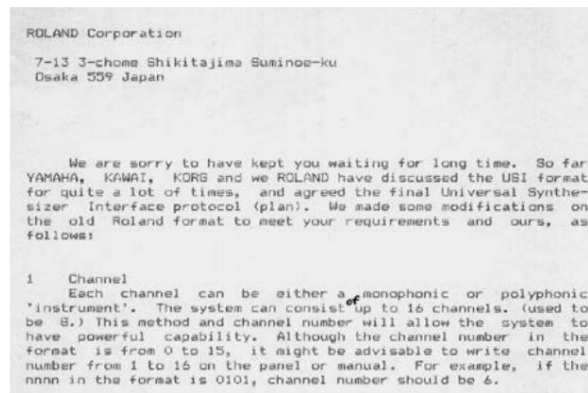 ROLAND Corporation
7-13 3-chome Shikitajima Suminoe-ku
Osaka 559 Japan
We are sorry to have kept you waiting for long time. So far
YAMAHA, KAWAI, KORG and we ROLAND have discussed the USI format
for quite a lot of times, and agreed the final Universal Synthe-
sizer Interface protocol (plan). We made some modifications on
the old Roland format to meet your requirements and ours, as
follows:
1 Channel
Each channel can be either a monophonic or polyphonic
'instrument'. The system can consist of up to 16 channels. (used to
be 8.) This method and channel number will allow the system to
have powerful capability. Although the channel number in the
format is from 0 to 15, it might be advisable to write channel
number from 1 to 16 on the panel or manual. For example, if the
nnnn in the format is 0101, channel number should be 6.